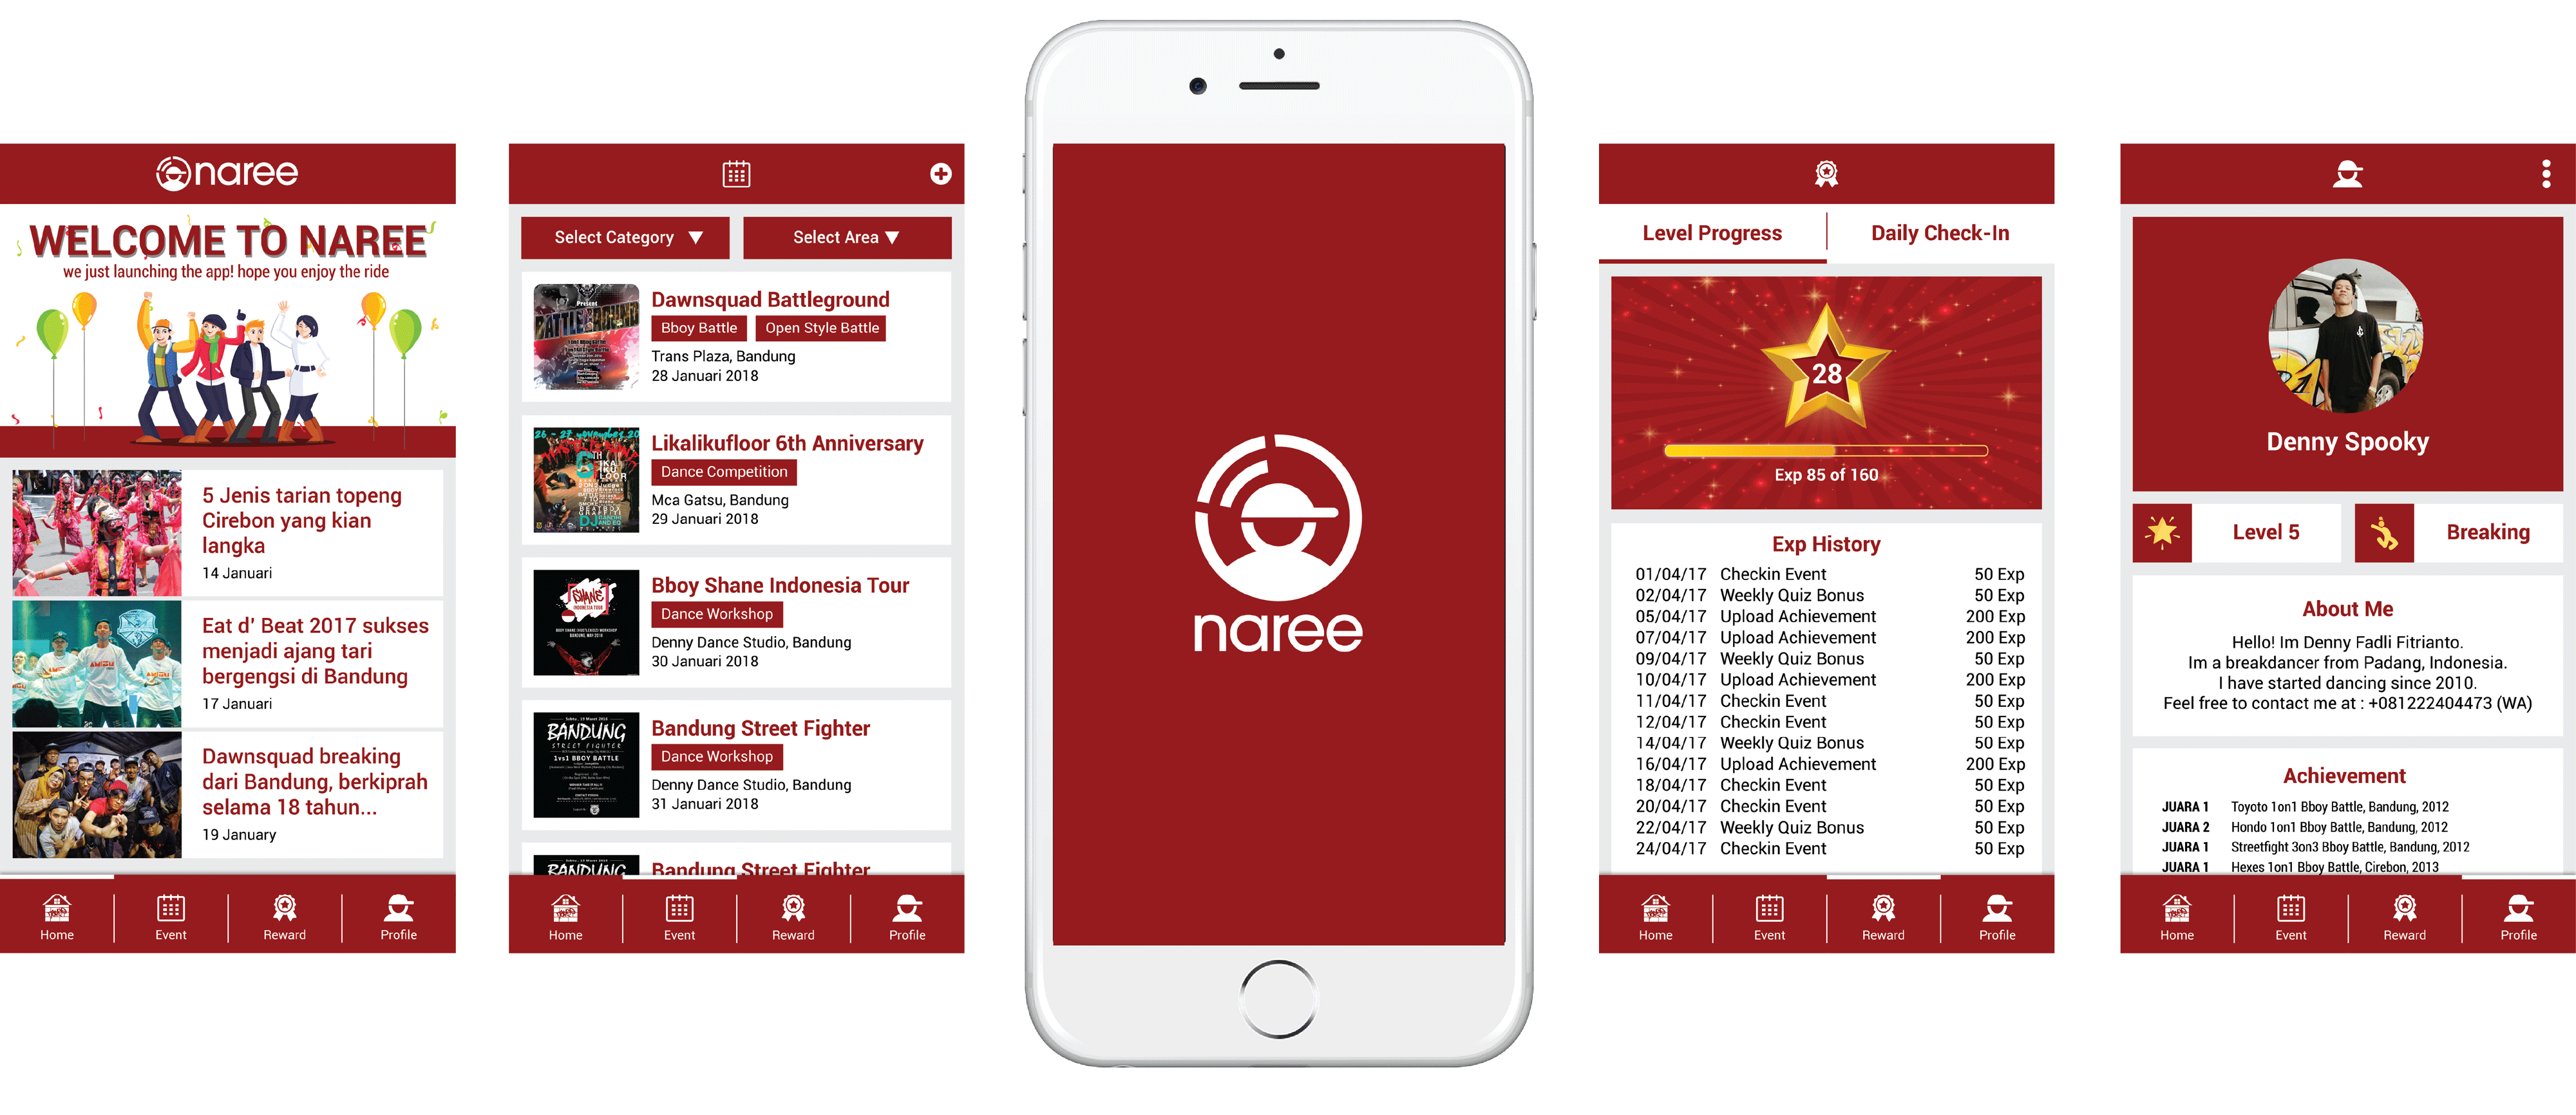 naree
WELCOME TO NAREE
we just launching the app! hope you enjoy the ride
5 Jenis tarian topeng
Cirebon yang kian
langka
14 Januari
Eat d' Beat 2017 sukses
menjadi ajang tari
bergengsi di Bandung
17 Januari
Dawnsquad breaking
dari Bandung, berkiprah
selama 18 tahun...
19 January
Home
Event
Reward
Profile
Select Category
Select Area
Present
Dawnsquad Battleground
Bboy Battle
Open Style Battle
Trans Plaza, Bandung
28 Januari 2018
Likalikufloor 6th Anniversary
Dance Competition
Mca Gatsu, Bandung
29 Januari 2018
SHANE
INDONESIA TOUR
Bboy Shane Indonesia Tour
Dance Workshop
Denny Dance Studio, Bandung
30 Januari 2018
BANDUNG
STREET FIGHTER
1vs1 BBOY BATTLE
Bandung Street Fighter
Dance Workshop
Denny Dance Studio, Bandung
31 Januari 2018
BANDUNG
Bandung Street Fighter
Home
Event
Reward
Profile
naree
Level Progress
Daily Check-In
28
Exp 85 of 160
Exp History
01/04/17 Checkin Event 50 Exp
02/04/17 Weekly Quiz Bonus 50 Exp
05/04/17 Upload Achievement 200 Exp
07/04/17 Upload Achievement 200 Exp
09/04/17 Weekly Quiz Bonus 50 Exp
10/04/17 Upload Achievement 200 Exp
11/04/17 Checkin Event 50 Exp
12/04/17 Checkin Event 50 Exp
14/04/17 Weekly Quiz Bonus 50 Exp
16/04/17 Upload Achievement 200 Exp
18/04/17 Checkin Event 50 Exp
20/04/17 Checkin Event 50 Exp
22/04/17 Weekly Quiz Bonus 50 Exp
24/04/17 Checkin Event 50 Exp
Home
Event
Reward
Profile
Denny Spooky
Level 5
Breaking
About Me
Hello! Im Denny Fadli Fitrianto.
Im a breakdancer from Padang, Indonesia.
I have started dancing since 2010.
Feel free to contact me at : +081222404473 (WA)
Achievement
JUARA 1 Toyoto 1on1 Bboy Battle, Bandung, 2012
JUARA 2 Hondo 1on1 Bboy Battle, Bandung, 2012
JUARA 1 Streetfight 3on3 Bboy Battle, Bandung, 2012
JUARA 1 Hexes 1on1 Bboy Battle, Cirebon, 2013
Home
Event
Reward
Profile